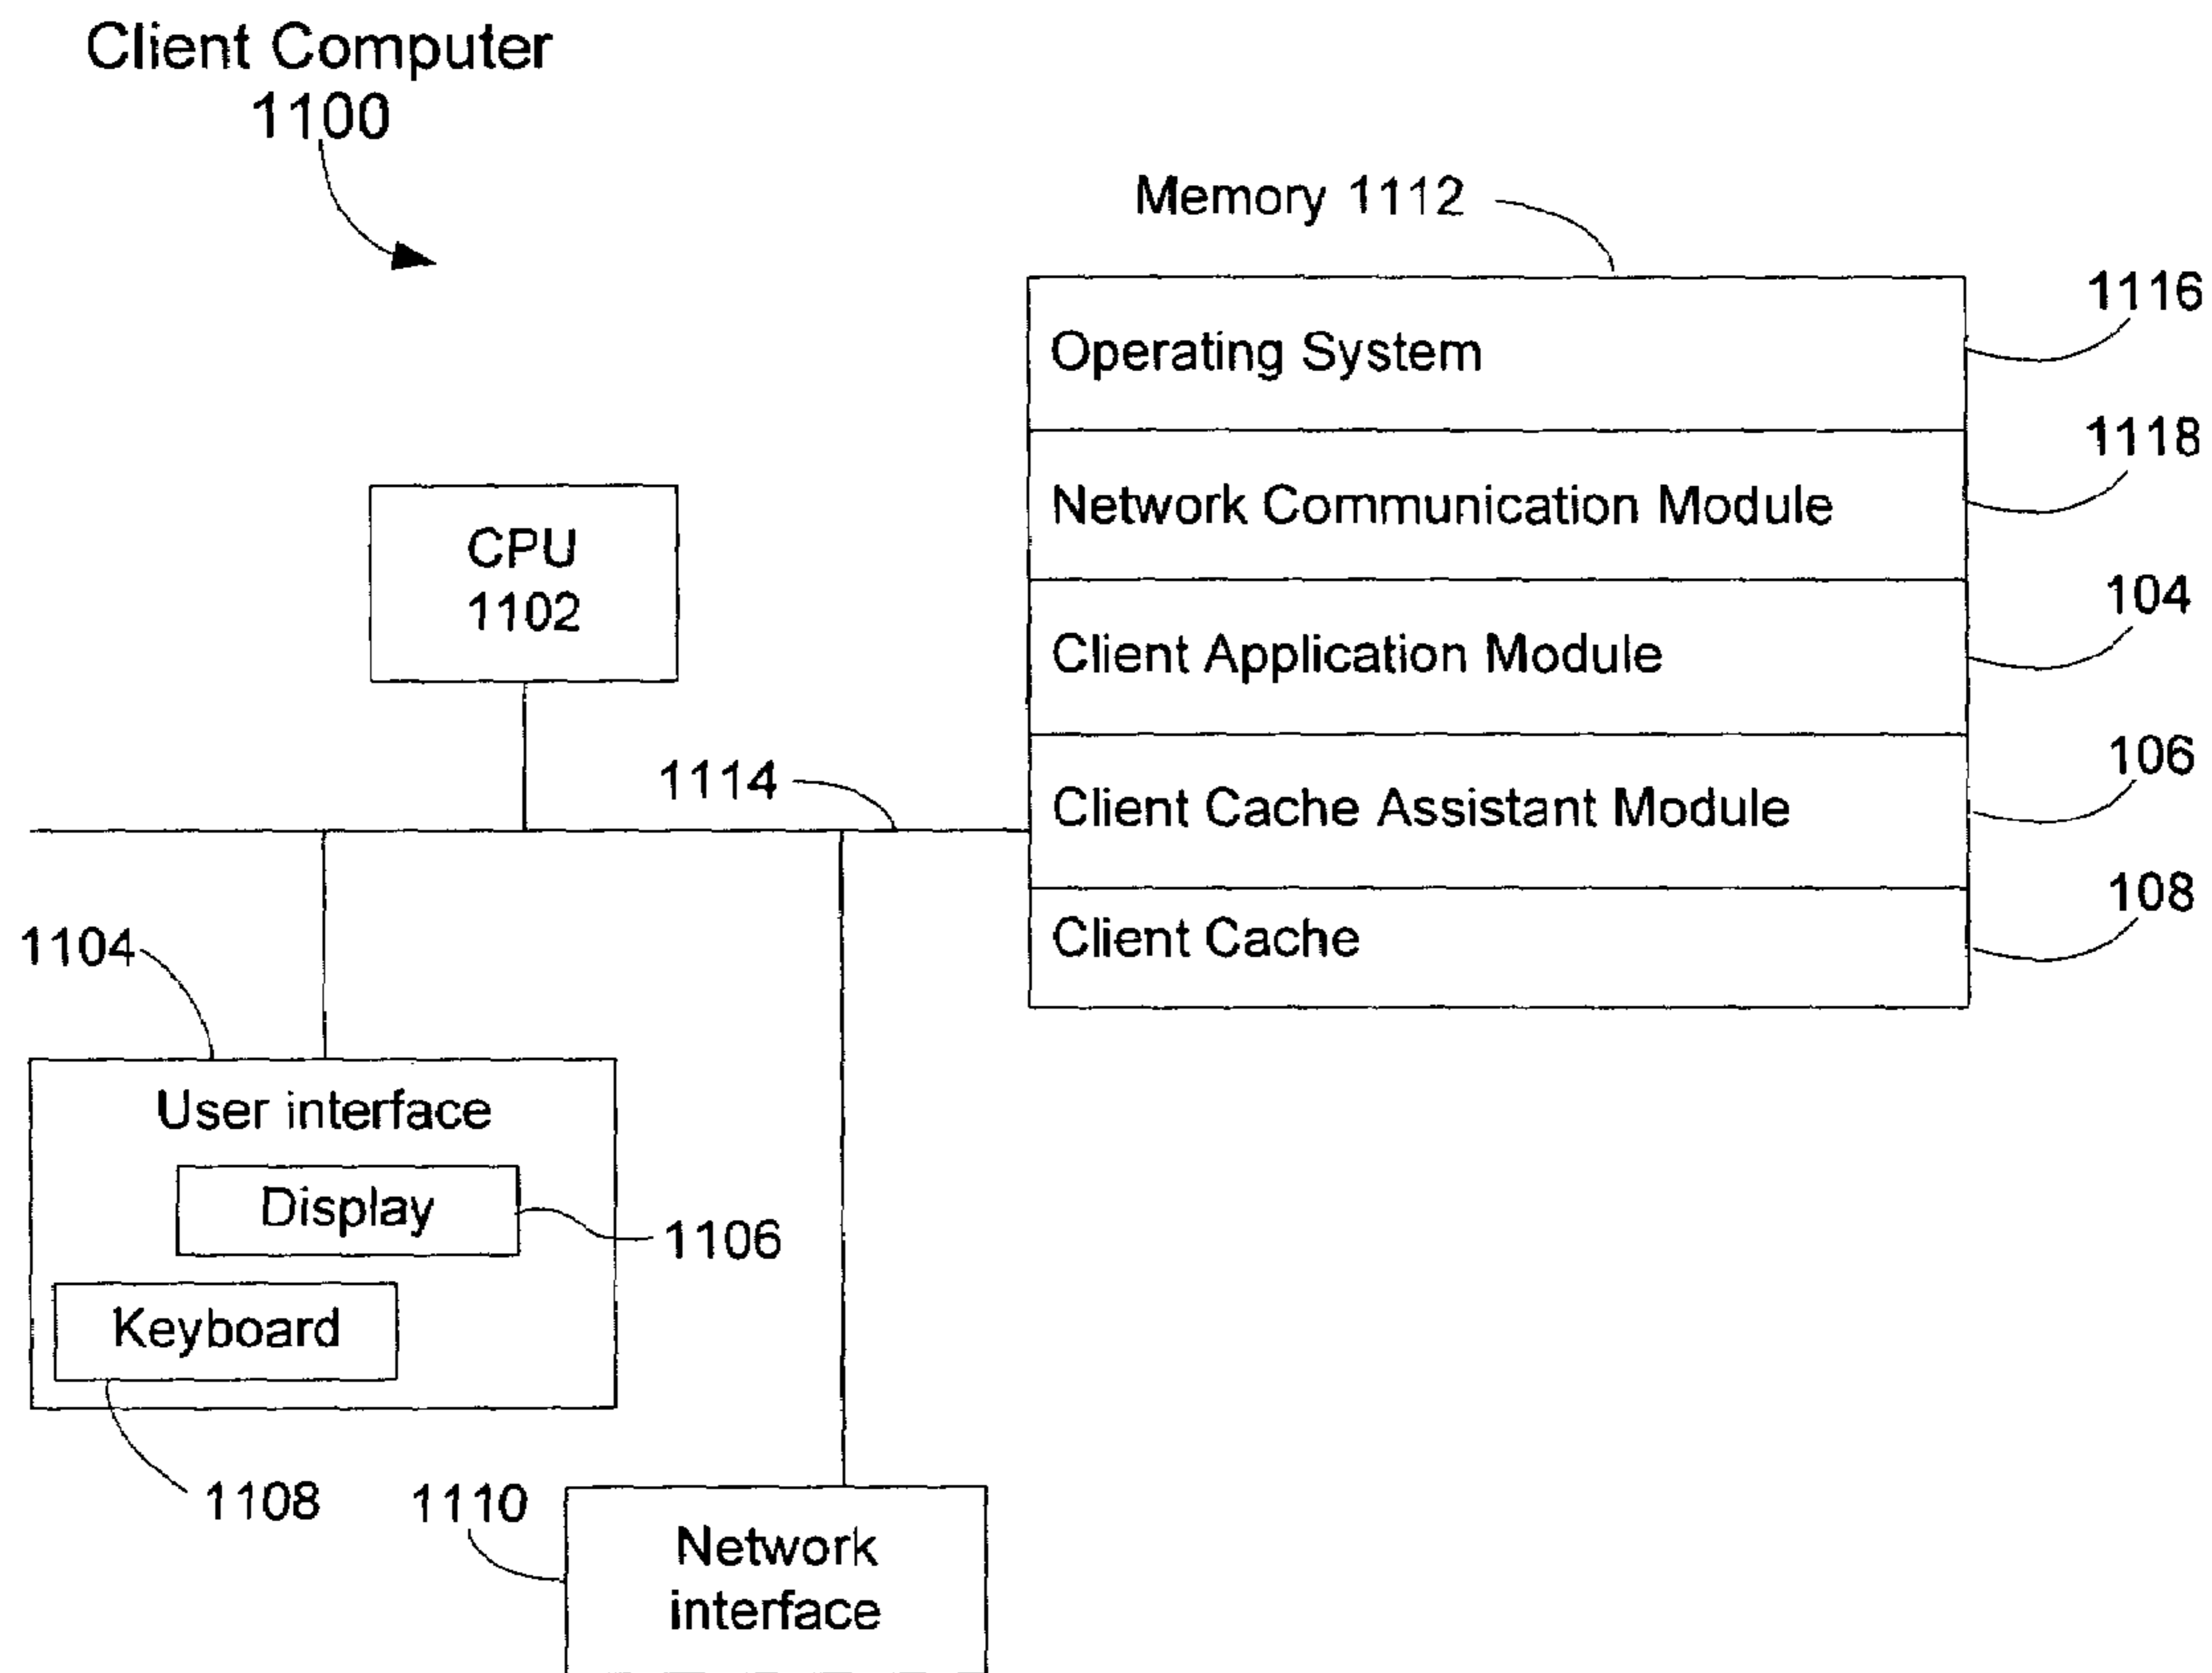 Client Computer
1100
Memory 1112
1116
Operating System
1118
Network Communication Module
CPU
1102
104
Client Application Module
1114
106
Client Cache Assistant Module
108
Client Cache
1104
User interface
Display
1106
Keyboard
1108
1110
Network
interface